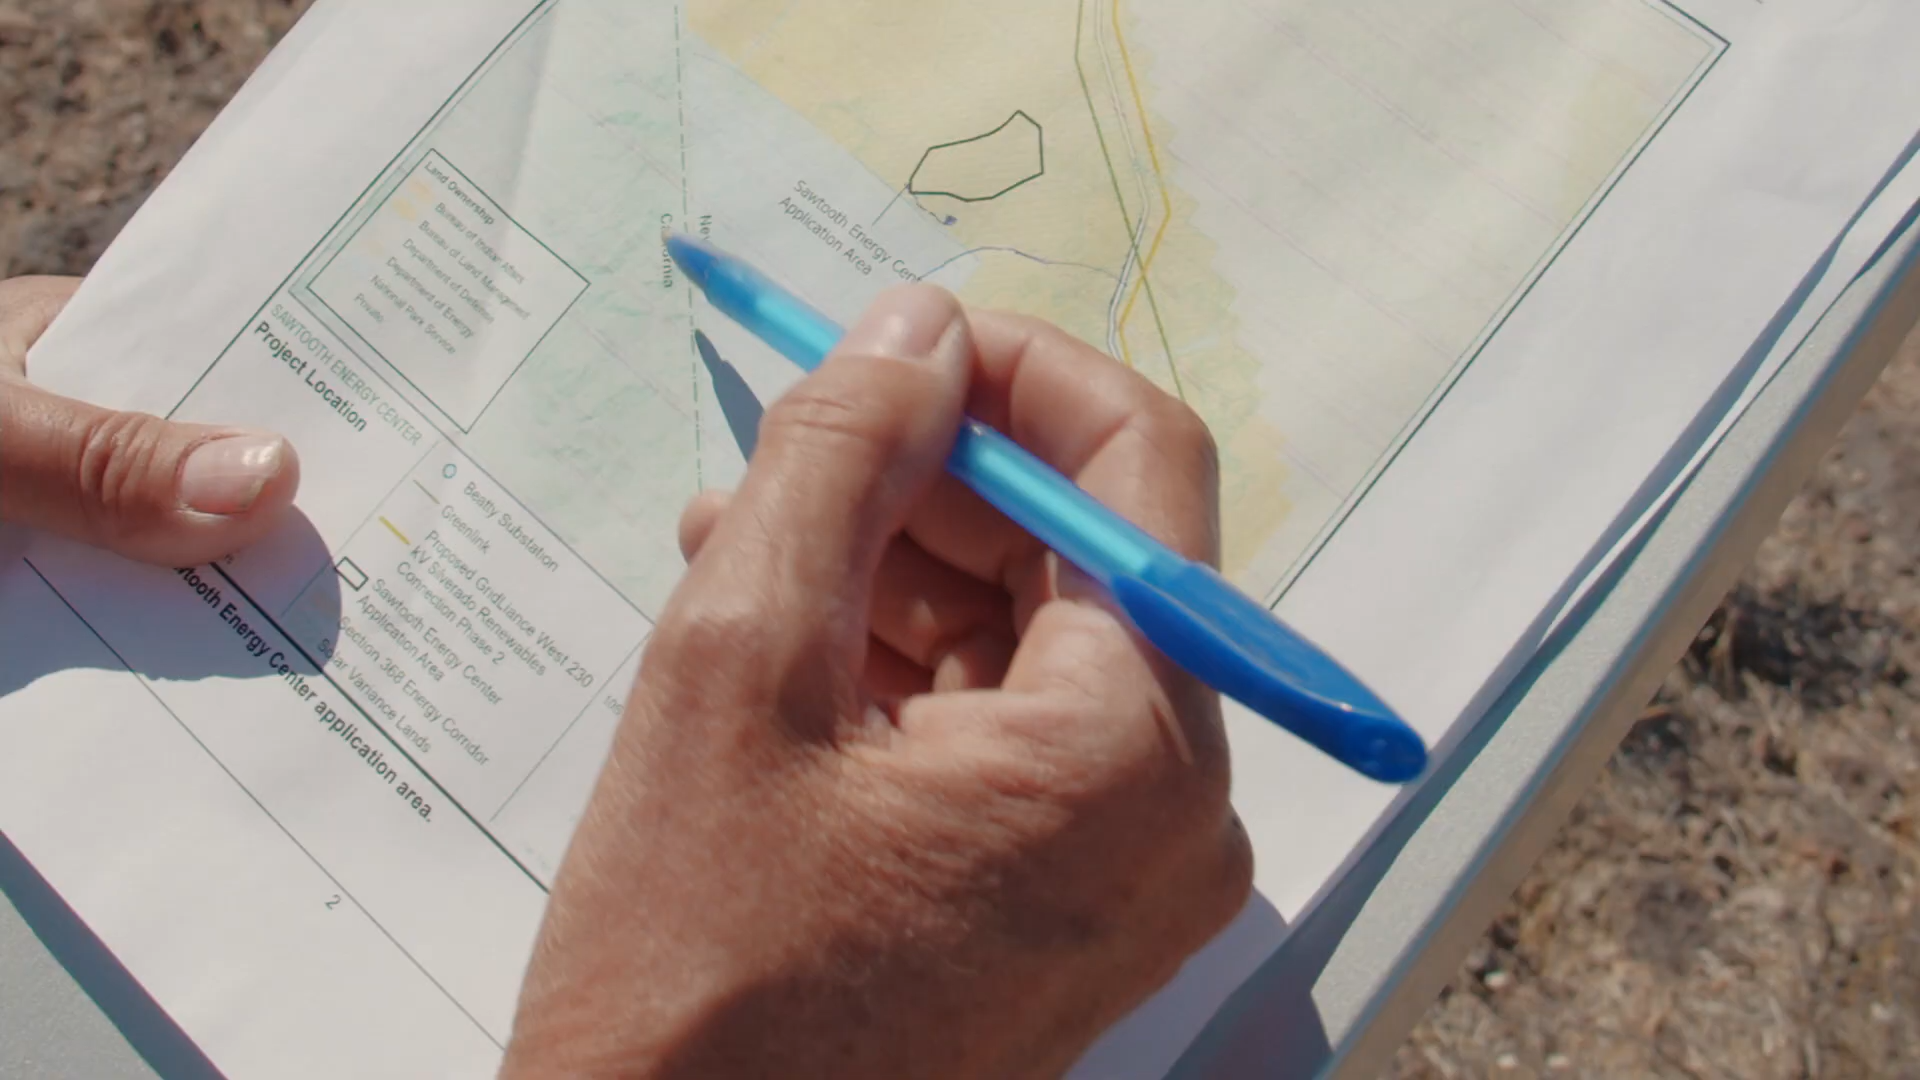 Land Ownership
Bureau of Indian Affairs
Bureau of Land Management
Department of Defense
Department of Energy
National Park Service
Private
California
Sawtooth Energy
Application Area
SAWTOOTH ENERGY CENTER
Project Location
Beatty Substation
Greenlink
Proposed GridLiance West 230
kV Silverado Renewables
Connection Phase 2
Sawtooth Energy Center
Application Area
Section 368 Energy Corridor
Solar Variance Lands
Energy Center application area.
2